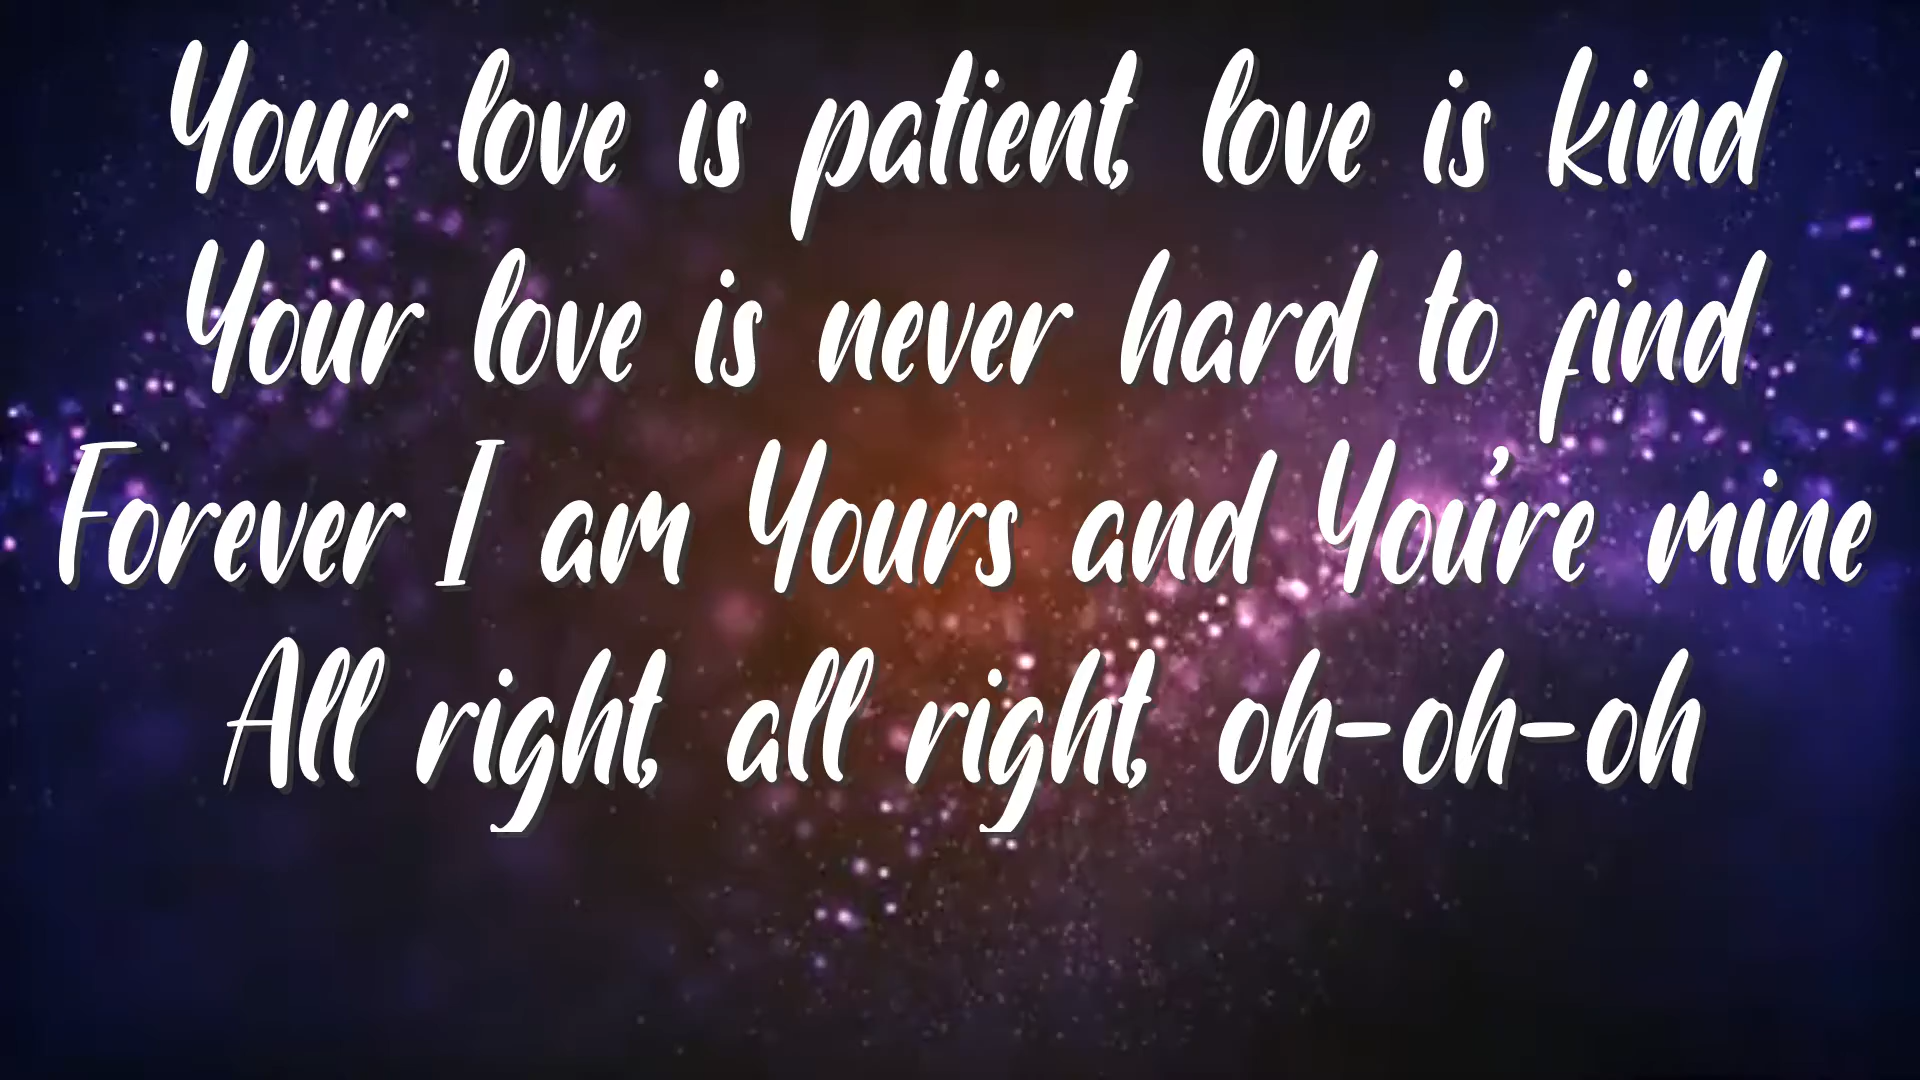 Your love is patient, love is kind
Your love is never hard to find
Forever I am Yours and You're mine
All right, all right, oh-oh-oh